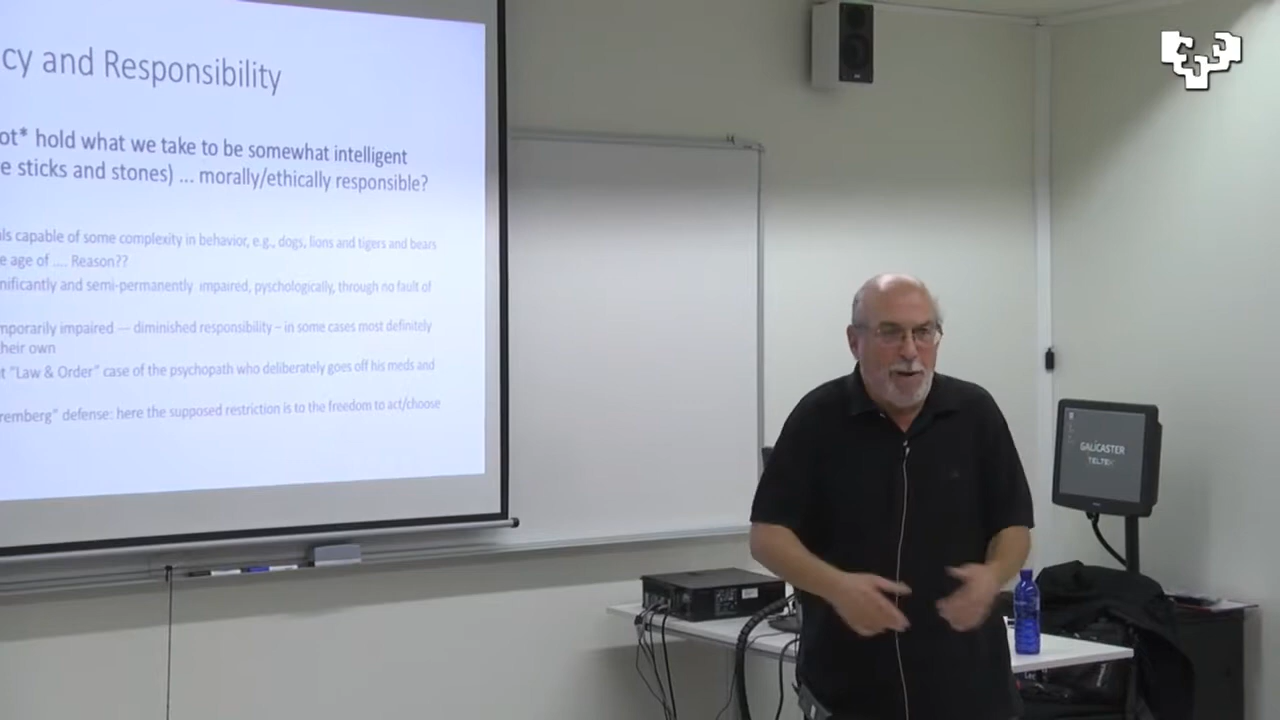 cy and Responsibility
ot* hold what we take to be somewhat intelligent
e sticks and stones) ... morally/ethically responsible?
ls capable of some complexity in behavior, e.g., dogs, lions and tigers and bears
e age of .... Reason??
nificantly and semi-permanently impaired, pyschologically, through no fault of
mporarily impaired --- diminished responsibility – in some cases most definitely
heir own
t "Law & Order" case of the psychopath who deliberately goes off his meds and
remberg" defense: here the supposed restriction is to the freedom to act/choose
GALICASTER
TELTEK